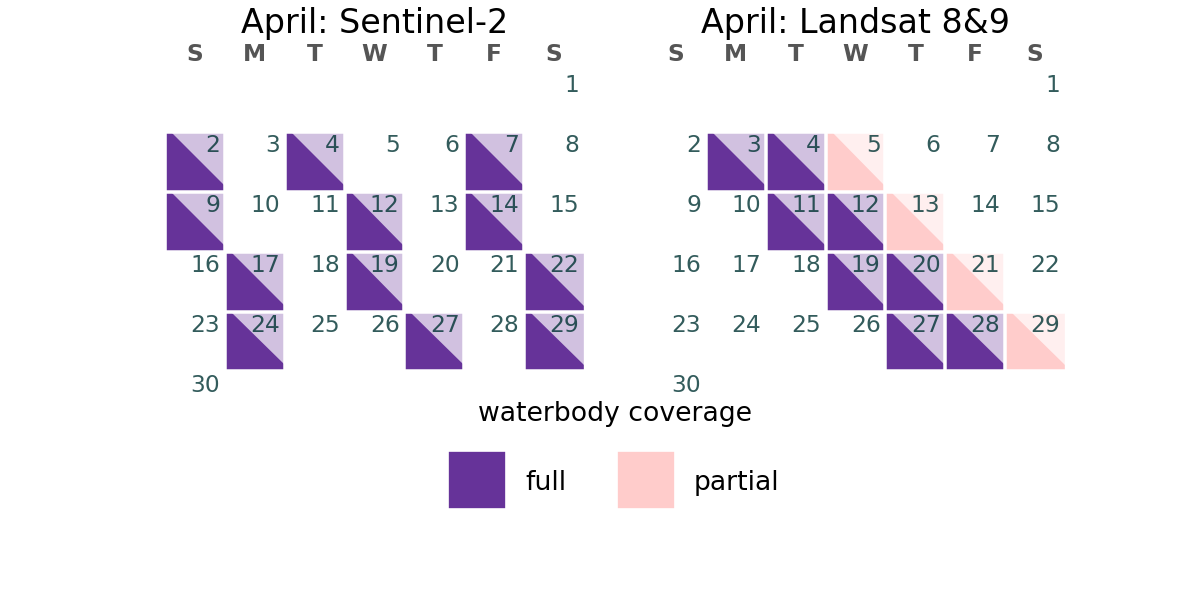 April: Sentinel-2
S M T W T F S
1
2 3 4 5 6 7 8
9 10 11 12 13 14 15
16 17 18 19 20 21 22
23 24 25 26 27 28 29
30
April: Landsat 8&9
S M T W T F S
1
2 3 4 5 6 7 8
9 10 11 12 13 14 15
16 17 18 19 20 21 22
23 24 25 26 27 28 29
30
waterbody coverage
full
partial